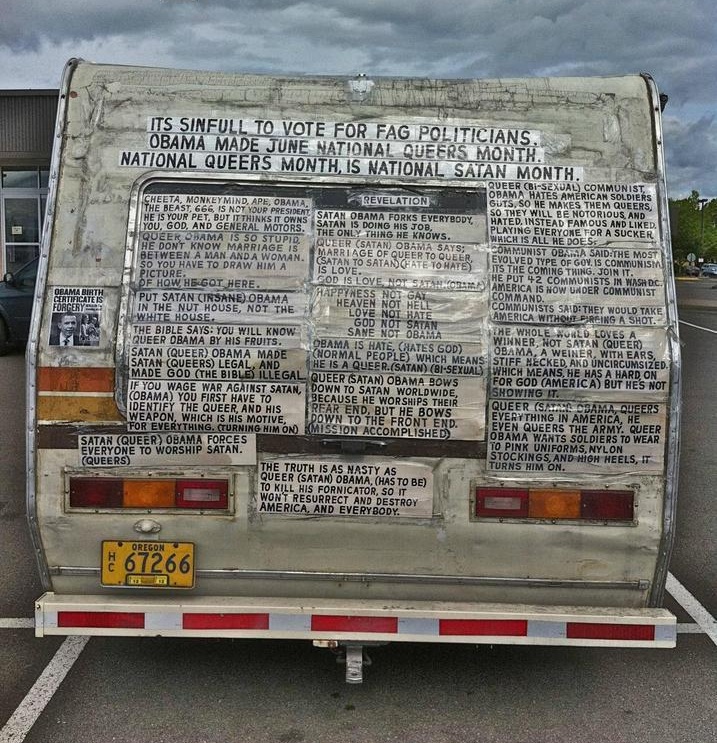 ITS SINFULL TO VOTE FOR FAG POLITICIANS.
OBAMA MADE JUNE NATIONAL QUEERS MONTH.
NATIONAL QUEERS MONTH, IS NATIONAL SATAN MONTH.
CHEETA, MONKEY MIND, APE, OBAMA,
THE BEAST, 666, IS NOT YOUR PRESIDENT
HE IS YOUR PET, BUT THINKS IT OWNS
YOU, GOD, AND GENERAL MOTORS.
QUEER OBAMA IS SO STUPID,
HE DON'T KNOW MARRIAGE IS
BETWEEN A MAN AND A WOMAN.
SO YOU HAVE TO DRAW HIM A
PICTURE,
OF HOW HE GOT HERE.
PUT SATAN (INSANE) OBAMA
IN THE NUT HOUSE, NOT THE
WHITE HOUSE.
THE BIBLE SAYS: YOU WILL KNOW
QUEER OBAMA BY HIS FRUITS.
SATAN (QUEER) OBAMA MADE
SATAN (QUEERS) LEGAL, AND
MADE GOD (THE BIBLE) ILLEGAL
IF YOU WAGE WAR AGAINST SATAN,
(OBAMA) YOU FIRST HAVE TO
IDENTIFY THE QUEER, AND HIS
WEAPON, WHICH IS HIS MOTIVE,
FOR EVERYTHING. (TURNING HIM ON)
SATAN (QUEER) OBAMA FORCES
EVERYONE TO WORSHIP SATAN.
(QUEERS)
REVELATION
SATAN OBAMA FORKS EVERYBODY,
SATAN IS DOING HIS JOB,
THE ONLY THING HE KNOWS.
QUEER (SATAN) OBAMA SAYS;
MARRIAGE OF QUEER TO QUEER,
SATAN TO SATAN (HATE TO HATE)
IS LOVE.
GOD IS LOVE, NOT SATAN. (OBAMA)
HAPPYNESS NOT GAY
HEAVEN NOT HELL
LOVE NOT HATE
GOD NOT SATAN
SANE NOT OBAMA
OBAMA IS HATE, (HATES GOD)
(NORMAL PEOPLE) WHICH MEANS
HE IS A QUEER. (SATAN) (BI-SEXUAL)
QUEER (SATAN) OBAMA BOWS
DOWN TO SATAN WORLDWIDE,
BECAUSE HE WORSHIPS THEIR
REAR END, BUT HE BOWS
DOWN TO THE FRONT END.
(MISSION ACCOMPLISHED)
THE TRUTH IS AS NASTY AS
QUEER (SATAN) OBAMA, (HAS TO BE)
TO KILL HIS FORNICATOR, SO IT
WON'T RESURRECT AND DESTROY
AMERICA, AND EVERYBODY.
QUEER (BI-SEXUAL) COMMUNIST,
OBAMA HATES AMERICAN SOLDIERS
GUTS, SO HE MAKES THEM QUEERS,
SO THEY WILL BE NOTORIOUS, AND
HATED, INSTEAD FAMOUS AND LIKED,
PLAYING EVERYONE FOR A SUCKER,
WHICH IS ALL HE DOES.
COMMUNIST OBAMA SAID: THE MOST
EVOLVED TYPE OF GOV. IS COMMUNISM,
ITS THE COMING THING, JOIN IT.
HE PUT 42 COMMUNISTS IN WASH DC.
AMERICA IS NOW UNDER COMMUNIST
COMMAND.
COMMUNISTS SAID: THEY WOULD TAKE
AMERICA WITHOUT FIRING A SHOT.
THE WHOLE WORLD LOVES A
WINNER, NOT SATAN (QUEER)
OBAMA, A WEINER, WITH EARS,
STIFF NECKED, AND UNCIRCUMSIZED.
WHICH MEANS, HE HAS A HARD ON
FOR GOD (AMERICA) BUT HE'S NOT
SHOWING IT.
QUEER (SATAN) OBAMA, QUEERS
EVERYTHING IN AMERICA, HE
EVEN QUEERS THE ARMY. QUEER
OBAMA WANTS SOLDIERS TO WEAR
TO PINK UNIFORMS, NYLON
STOCKINGS, AND HIGH HEELS, IT
TURNS HIM ON.
OBAMA BIRTH
CERTIFICATE IS
FORGERY
OREGON
HC 67266